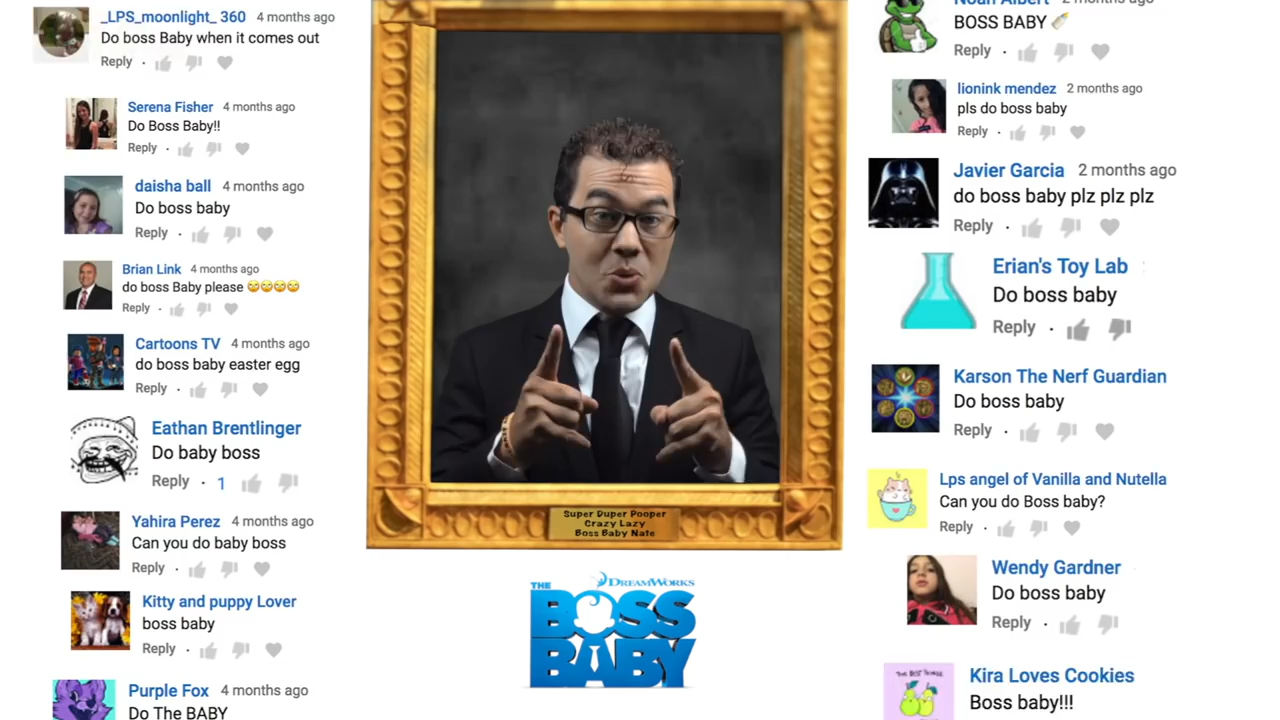 _LPS_moonlight_ 360 4 months ago
Do boss Baby when it comes out
Reply
Serena Fisher 4 months ago
Do Boss Baby!!
Reply
daisha ball 4 months ago
Do boss baby
Reply
Brian Link 4 months ago
do boss Baby please 🙄🙄🙄🙄
Reply
Cartoons TV 4 months ago
do boss baby easter egg
Reply
Eathan Brentlinger
Do baby boss
Reply · 1
Yahira Perez 4 months ago
Can you do baby boss
Reply
Kitty and puppy Lover
boss baby
Reply
Purple Fox 4 months ago
Do The BABY
Super Duper Pooper
Crazy Lazy
Boss Baby Nate
DREAMWORKS
THE
BOSS
BABY
Noah Albert 2 months ago
BOSS BABY 🍼
Reply
lionink mendez 2 months ago
pls do boss baby
Reply
Javier Garcia 2 months ago
do boss baby plz plz plz
Reply
Erian's Toy Lab
Do boss baby
Reply
Karson The Nerf Guardian
Do boss baby
Reply
Lps angel of Vanilla and Nutella
Can you do Boss baby?
Reply
Wendy Gardner
Do boss baby
Reply
Kira Loves Cookies
Boss baby!!!